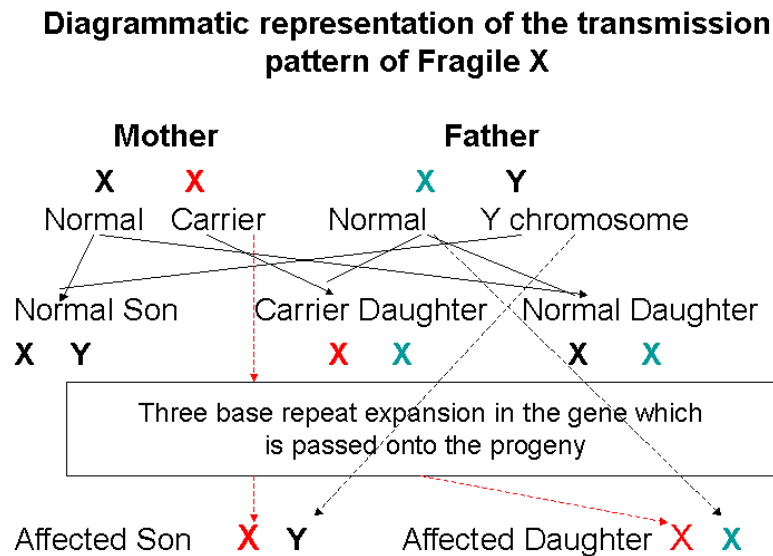 Diagrammatic representation of the transmission
pattern of Fragile X
Mother Father
X X X Y
Normal Carrier Normal Y chromosome
Normal Son Carrier Daughter Normal Daughter
X Y X X X X
Three base repeat expansion in the gene which
is passed onto the progeny
Affected Son X Y Affected Daughter X X